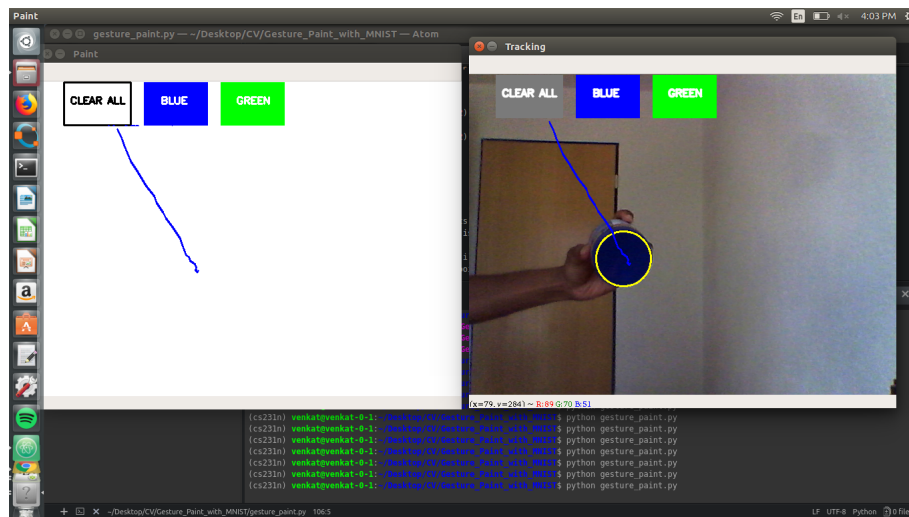 Paint
En
4:03 PM
gesture_paint.py — ~/Desktop/CV/Gesture_Paint_with_MNIST — Atom
Paint
Tracking
CLEAR ALL BLUE GREEN
CLEAR ALL BLUE GREEN
(x=79, y=284) ~ R:89 G:70 B:51
(cs231n) venkat@venkat-0-1:~/Desktop/CV/Gesture_Paint_with_MNIST$ python gesture_paint.py
(cs231n) venkat@venkat-0-1:~/Desktop/CV/Gesture_Paint_with_MNIST$ python gesture_paint.py
(cs231n) venkat@venkat-0-1:~/Desktop/CV/Gesture_Paint_with_MNIST$ python gesture_paint.py
(cs231n) venkat@venkat-0-1:~/Desktop/CV/Gesture_Paint_with_MNIST$ python gesture_paint.py
(cs231n) venkat@venkat-0-1:~/Desktop/CV/Gesture_Paint_with_MNIST$ python gesture_paint.py
(cs231n) venkat@venkat-0-1:~/Desktop/CV/Gesture_Paint_with_MNIST$ python gesture_paint.py
(cs231n) venkat@venkat-0-1:~/Desktop/CV/Gesture_Paint_with_MNIST$ python gesture_paint.py
~/Desktop/CV/Gesture_Paint_with_MNIST/gesture_paint.py 106:5
LF UTF-8 Python 0 file